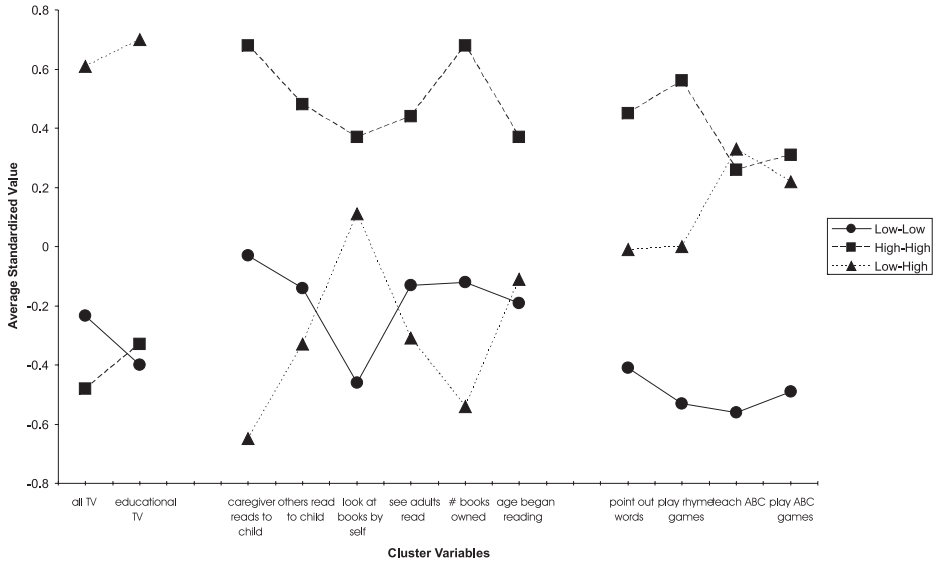 0.8
0.6
0.4
0.2
0
-0.2
-0.4
-0.6
-0.8
Average Standardized Value
all TV
educational
TV
caregiver
reads to
child
others read
to child
look at
books by
self
see adults
read
# books
owned
age began
reading
point out
words
play rhyme
games
teach ABC
play ABC
games
Cluster Variables
Low-Low
High-High
Low-High